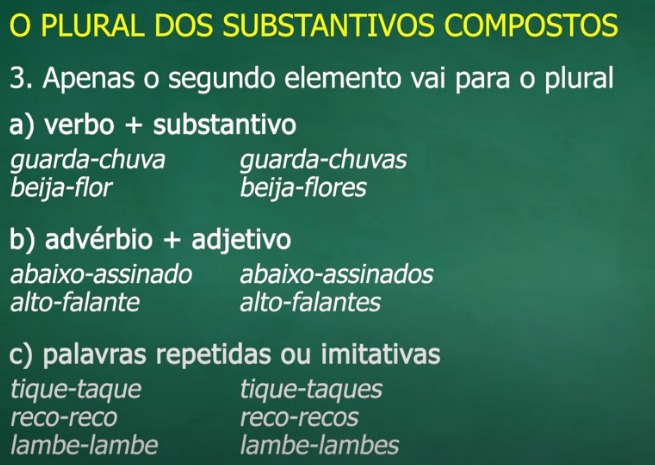 O PLURAL DOS SUBSTANTIVOS COMPOSTOS
3. Apenas o segundo elemento vai para o plural
a) verbo + substantivo
guarda-chuva guarda-chuvas
beija-flor beija-flores
b) advérbio + adjetivo
abaixo-assinado abaixo-assinados
alto-falante alto-falantes
c) palavras repetidas ou imitativas
tique-taque tique-taques
reco-reco reco-recos
lambe-lambe lambe-lambes